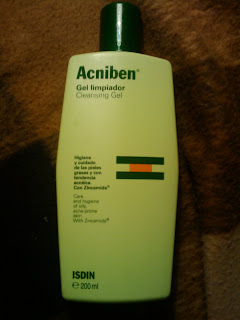 Acniben®
Gel limpiador
Cleansing Gel
Higiene
y cuidado
de las pieles
grasas y con
tendencia
acnéica
Con Zincamide®
Care
and hygiene
of oily,
acne-prone
skin
With Zincamide®
ISDIN
℮ 200 ml